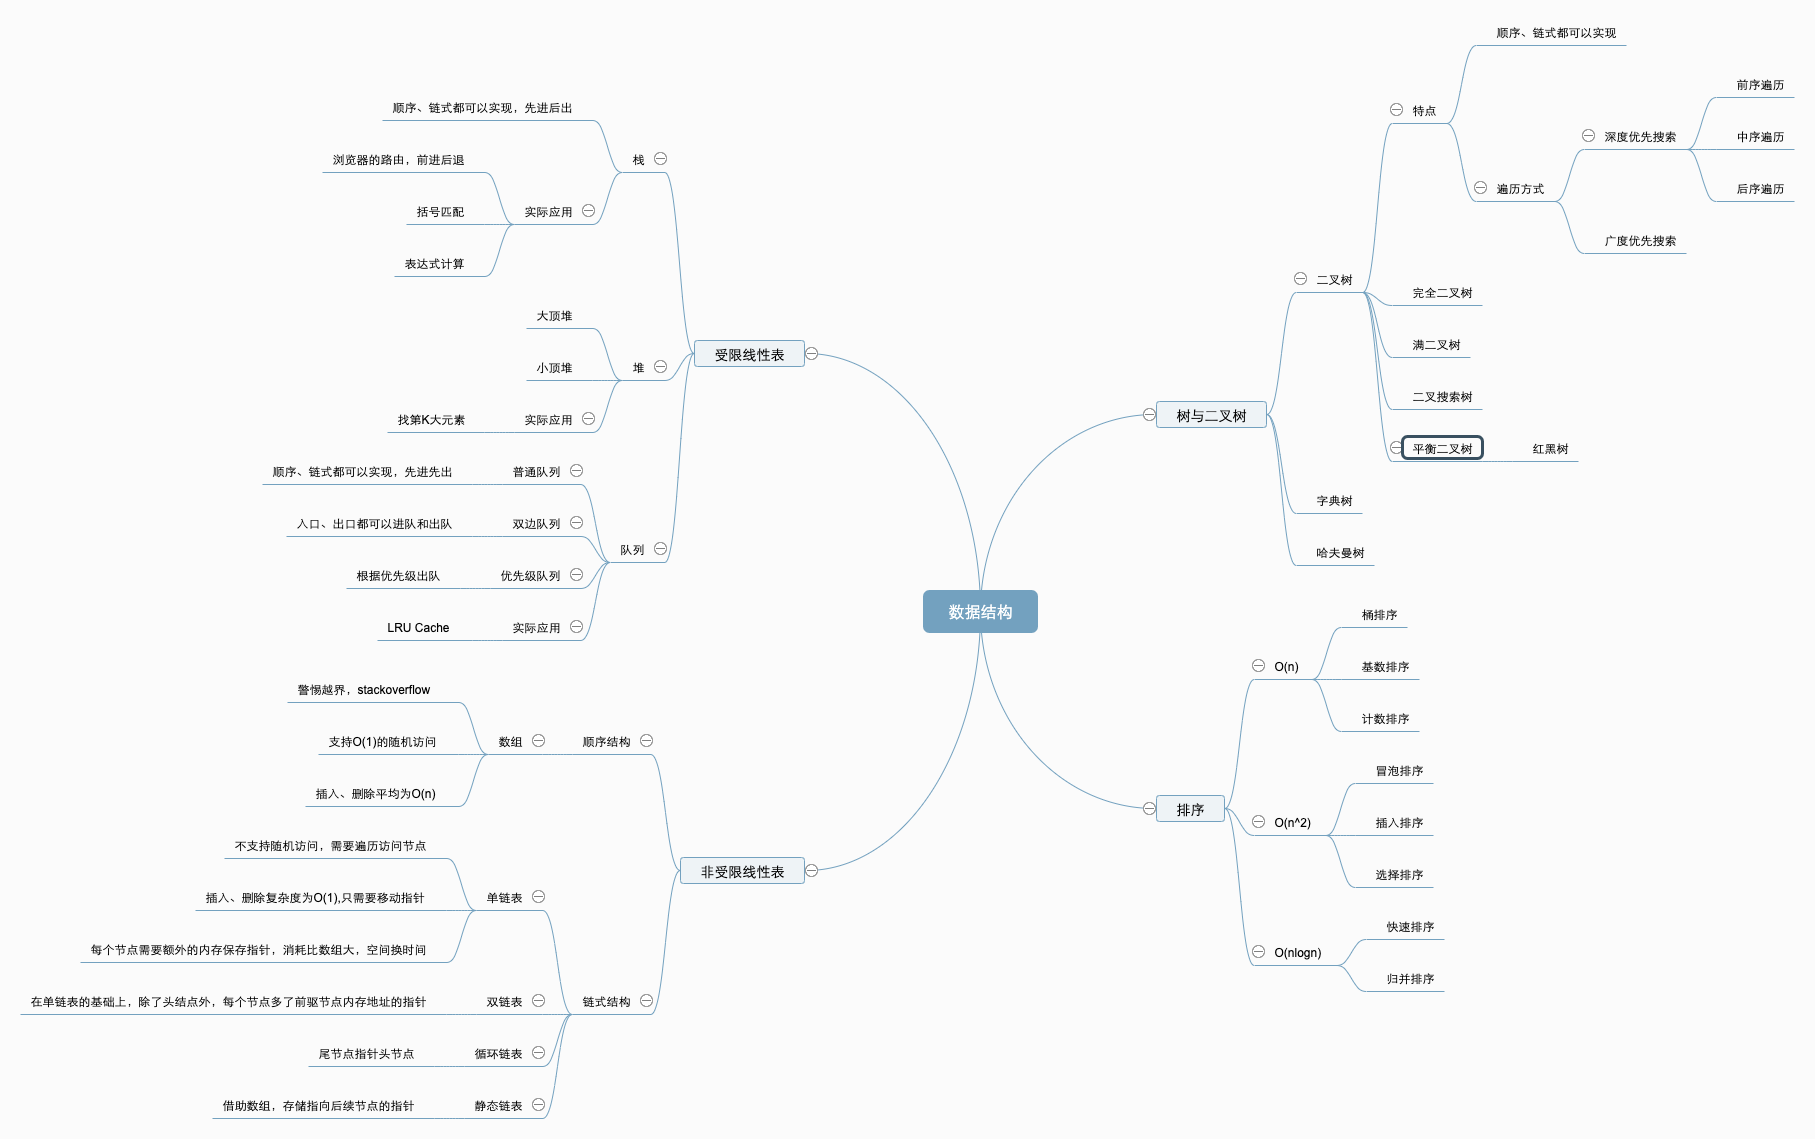 数据结构
受限线性表
栈
顺序、链式都可以实现，先进后出
实际应用
浏览器的路由，前进后退
括号匹配
表达式计算
堆
大顶堆
小顶堆
实际应用
找第K大元素
队列
普通队列
顺序、链式都可以实现，先进先出
双边队列
入口、出口都可以进队和出队
优先级队列
根据优先级出队
实际应用
LRU Cache
非受限线性表
顺序结构
数组
警惕越界，stackoverflow
支持O(1)的随机访问
插入、删除平均为O(n)
链式结构
单链表
不支持随机访问，需要遍历访问节点
插入、删除复杂度为O(1),只需要移动指针
每个节点需要额外的内存保存指针，消耗比数组大，空间换时间
双链表
在单链表的基础上，除了头结点外，每个节点多了前驱节点内存地址的指针
循环链表
尾节点指针头节点
静态链表
借助数组，存储指向后续节点的指针
树与二叉树
二叉树
特点
顺序、链式都可以实现
遍历方式
深度优先搜索
前序遍历
中序遍历
后序遍历
广度优先搜索
完全二叉树
满二叉树
二叉搜索树
平衡二叉树
红黑树
字典树
哈夫曼树
排序
O(n)
桶排序
基数排序
计数排序
O(n^2)
冒泡排序
插入排序
选择排序
O(nlogn)
快速排序
归并排序